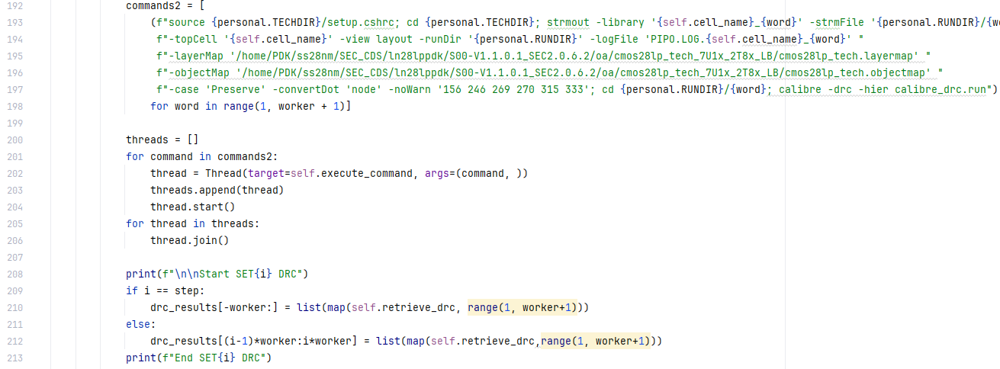 192 commands2 = [
193 (f"source {personal.TECHDIR}/setup.cshrc; cd {personal.TECHDIR}; strmout -library '{self.cell_name}_{word}' -strmFile '{personal.RUNDIR}/{wo
194 f"-topCell '{self.cell_name}' -view layout -runDir '{personal.RUNDIR}' -logFile 'PIPO.LOG.{self.cell_name}_{word}' "
195 f"-layerMap '/home/PDK/ss28nm/SEC_CDS/ln28lppdk/S00-V1.1.0.1_SEC2.0.6.2/oa/cmos28lp_tech_7U1x_2T8x_LB/cmos28lp_tech.layermap' "
196 f"-objectMap '/home/PDK/ss28nm/SEC_CDS/ln28lppdk/S00-V1.1.0.1_SEC2.0.6.2/oa/cmos28lp_tech_7U1x_2T8x_LB/cmos28lp_tech.objectmap' "
197 f"-case 'Preserve' -convertDot 'node' -noWarn '156 246 269 270 315 333'; cd {personal.RUNDIR}/{word}; calibre -drc -hier calibre_drc.run")
198 for word in range(1, worker + 1)]
199
200 threads = []
201 for command in commands2:
202 thread = Thread(target=self.execute_command, args=(command, ))
203 threads.append(thread)
204 thread.start()
205 for thread in threads:
206 thread.join()
207
208 print(f"\n\nStart SET{i} DRC")
209 if i == step:
210 drc_results[-worker:] = list(map(self.retrieve_drc, range(1, worker+1)))
211 else:
212 drc_results[(i-1)*worker:i*worker] = list(map(self.retrieve_drc,range(1, worker+1)))
213 print(f"End SET{i} DRC")